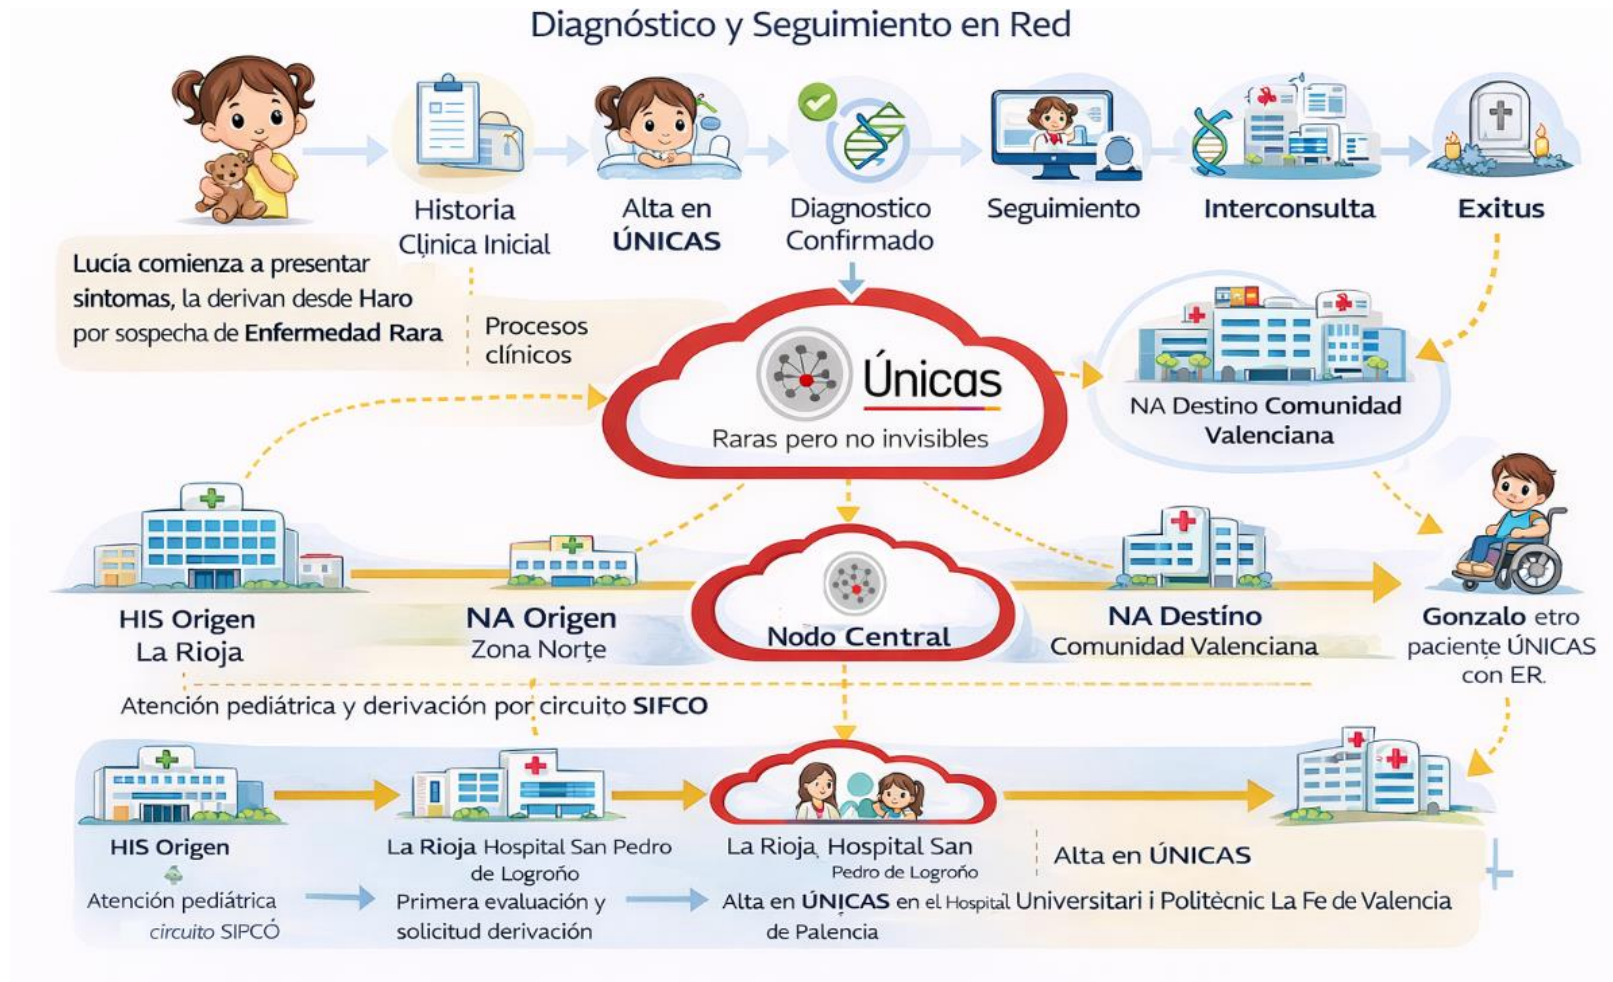 Diagnóstico y Seguimiento en Red
Historia
Clínica Inicial
Alta en
ÚNICAS
Diagnostico
Confirmado
Seguimiento
Interconsulta
Exitus
Lucía comienza a presentar
sintomas, la derivan desde Haro
por sospecha de Enfermedad Rara
Procesos
clínicos
Únicas
Raras pero no invisibles
NA Destino Comunidad
Valenciana
HIS Origen
La Rioja
NA Origen
Zona Norte
Nodo Central
NA Destíno
Comunidad Valenciana
Gonzalo etro
paciente ÚNICAS
con ER.
Atención pediátrica y derivación por circuito SIFCO
HIS Origen
Atención pediátrica
circuito SIPCÓ
La Rioja Hospital San Pedro
de Logroño
Primera evaluación y
solicitud derivación
La Rioja, Hospital San
Pedro de Logroño
Alta en ÚNICAS en el Hospital Universitari i Politècnic La Fe de Valencia
de Palencia
Alta en ÚNICAS